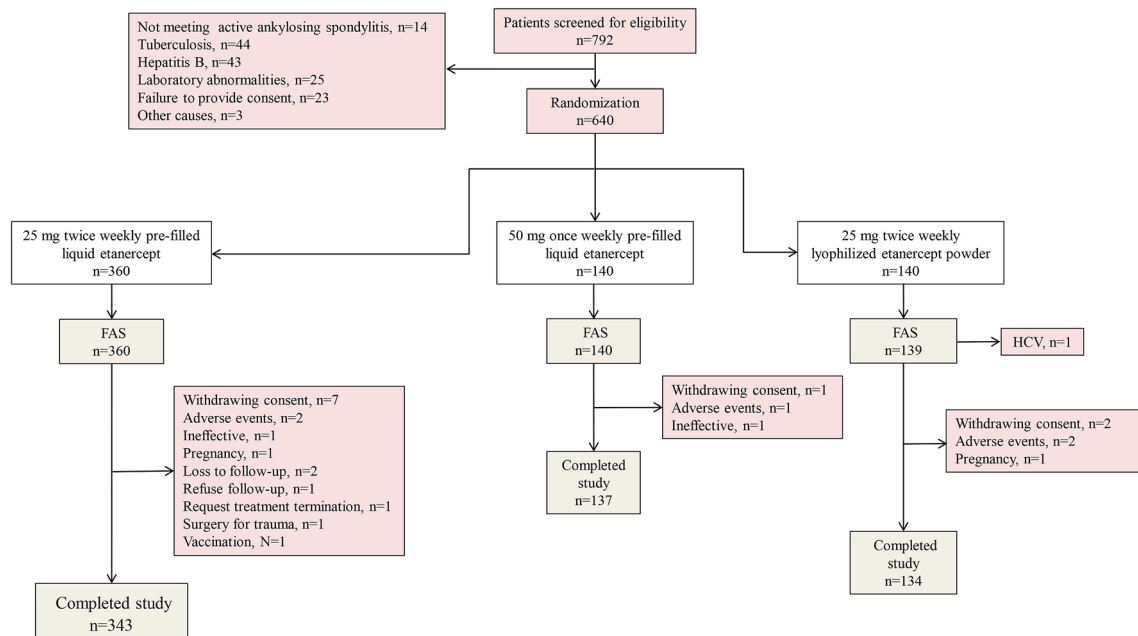 Patients screened for eligibility
n=792
Not meeting active ankylosing spondylitis, n=14
Tuberculosis, n=44
Hepatitis B, n=43
Laboratory abnormalities, n=25
Failure to provide consent, n=23
Other causes, n=3
Randomization
n=640
25 mg twice weekly pre-filled
liquid etanercept
n=360
50 mg once weekly pre-filled
liquid etanercept
n=140
25 mg twice weekly
lyophilized etanercept powder
n=140
FAS
n=360
FAS
n=140
FAS
n=139
HCV, n=1
Withdrawing consent, n=7
Adverse events, n=2
Ineffective, n=1
Pregnancy, n=1
Loss to follow-up, n=2
Refuse follow-up, n=1
Request treatment termination, n=1
Surgery for trauma, n=1
Vaccination, N=1
Withdrawing consent, n=1
Adverse events, n=1
Ineffective, n=1
Withdrawing consent, n=2
Adverse events, n=2
Pregnancy, n=1
Completed study
n=343
Completed
study
n=137
Completed
study
n=134